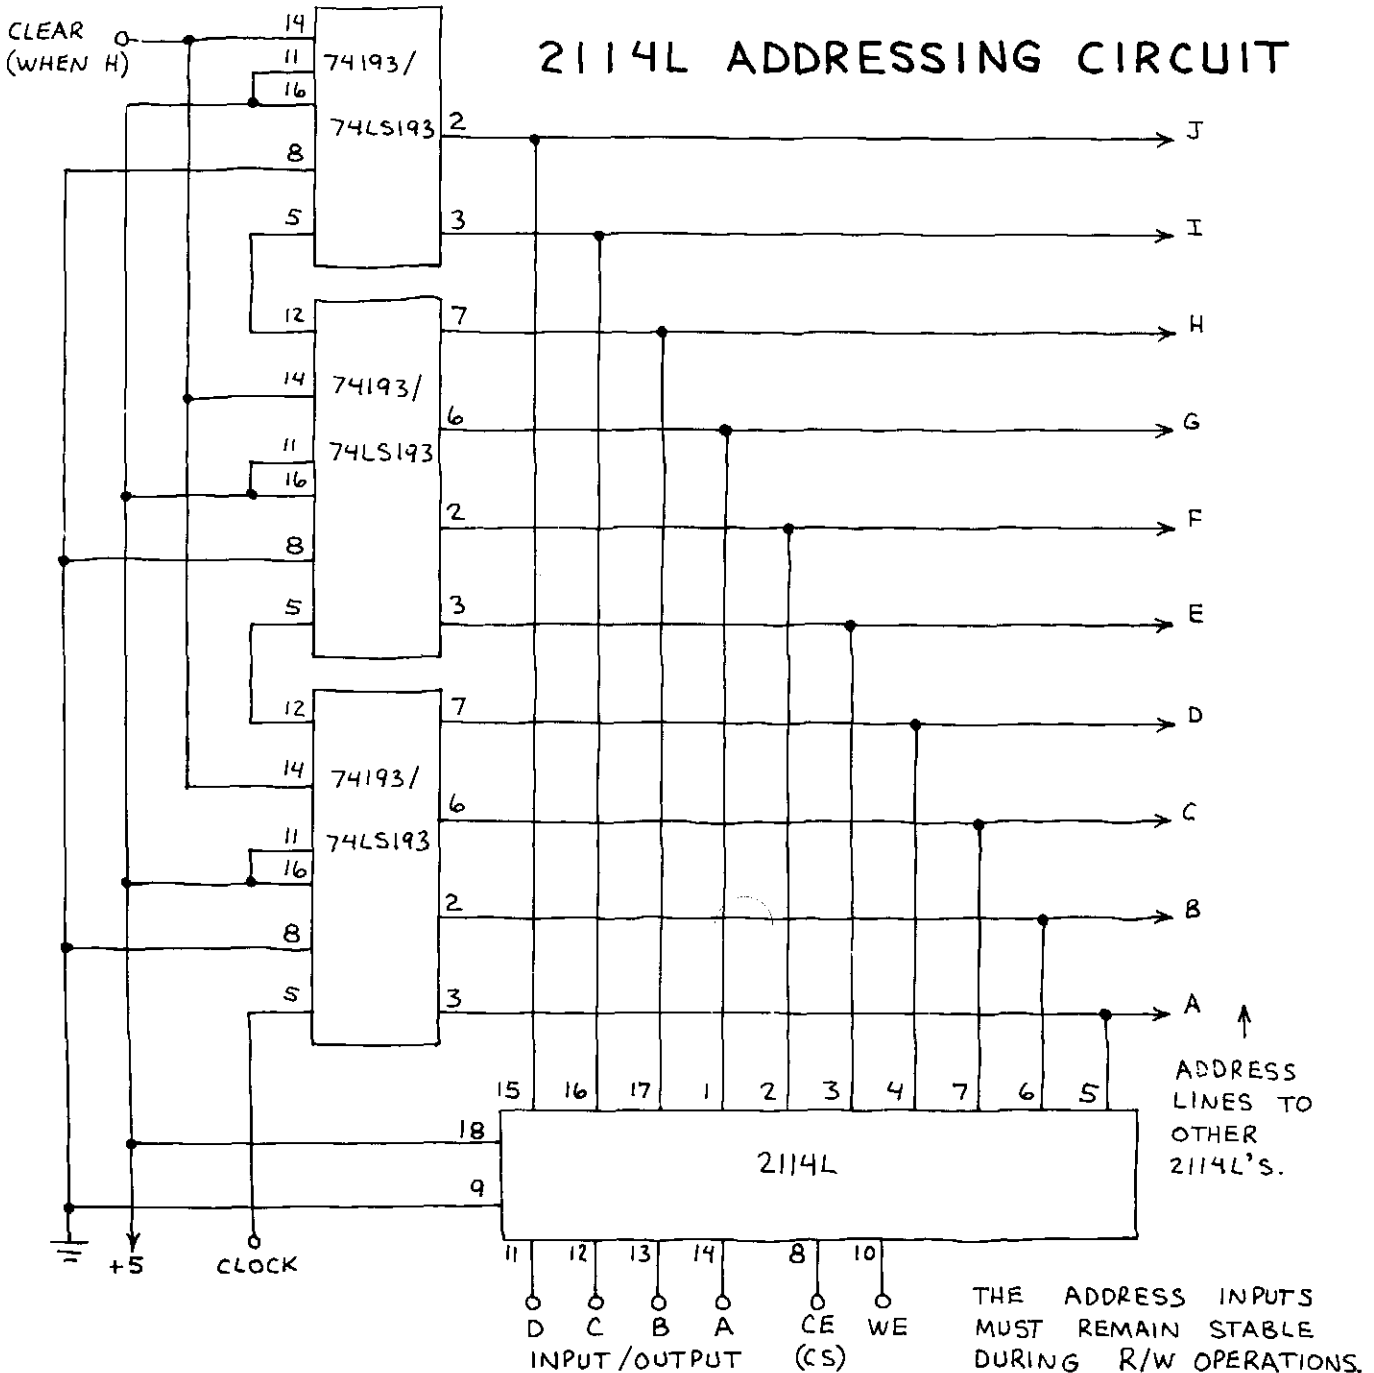 2114L ADDRESSING CIRCUIT
CLEAR
(WHEN H)
14
11
16
8
5
74193/
74LS193
2
3
J
I
12
14
11
16
8
5
74193/
74LS193
7
6
2
3
H
G
F
E
12
14
11
16
8
5
74193/
74LS193
7
6
2
3
D
C
B
A
ADDRESS
LINES TO
OTHER
2114L'S.
15 16 17 1 2 3 4 7 6 5
18
9
2114L
+5
CLOCK
11 12 13 14 8 10
D C B A CE WE
INPUT/OUTPUT (CS)
THE ADDRESS INPUTS
MUST REMAIN STABLE
DURING R/W OPERATIONS.